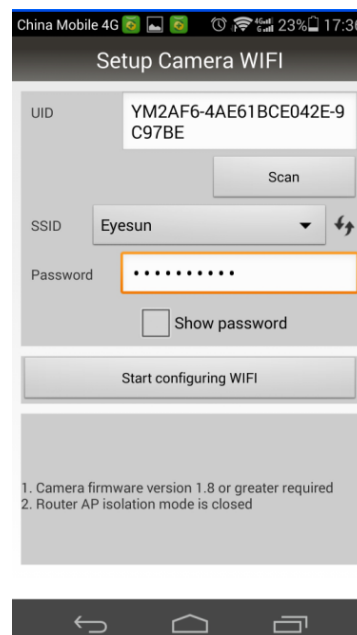 China Mobile 4G 23% 17:36
Setup Camera WIFI
UID
YM2AF6-4AE61BCE042E-9
C97BE
Scan
SSID Eyesun
Password ••••••••••
Show password
Start configuring WIFI
1. Camera firmware version 1.8 or greater required
2. Router AP isolation mode is closed